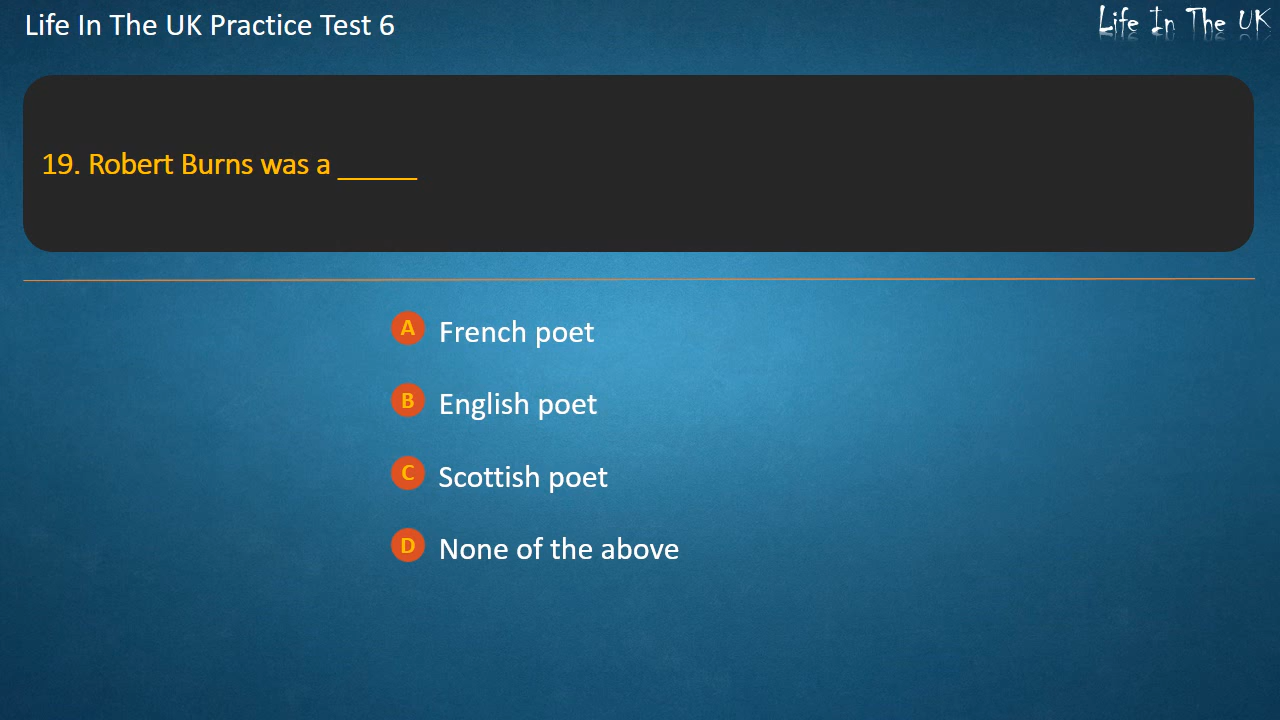 Life In The UK Practice Test 6
Life In The UK
19. Robert Burns was a _____
A French poet
B English poet
C Scottish poet
D None of the above